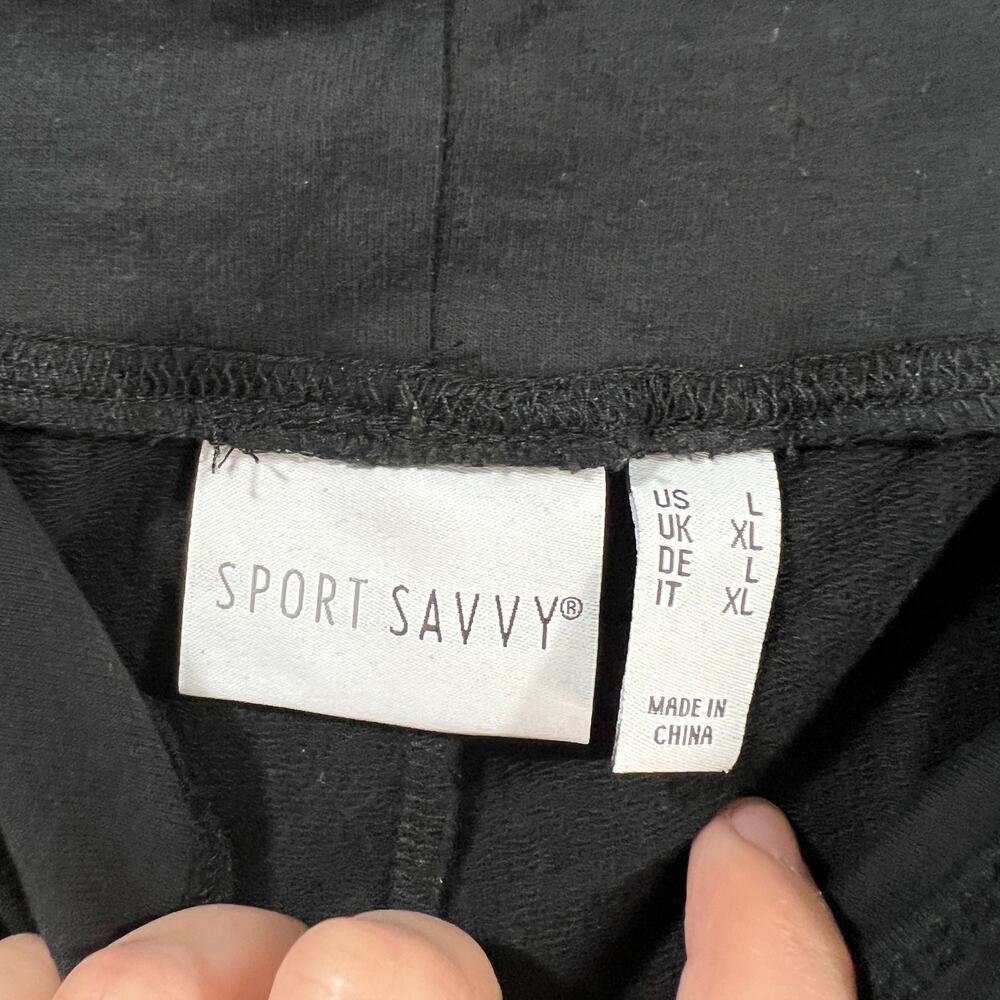 SPORT SAVVY®
US L
UK XL
DE L
IT XL
MADE IN
CHINA